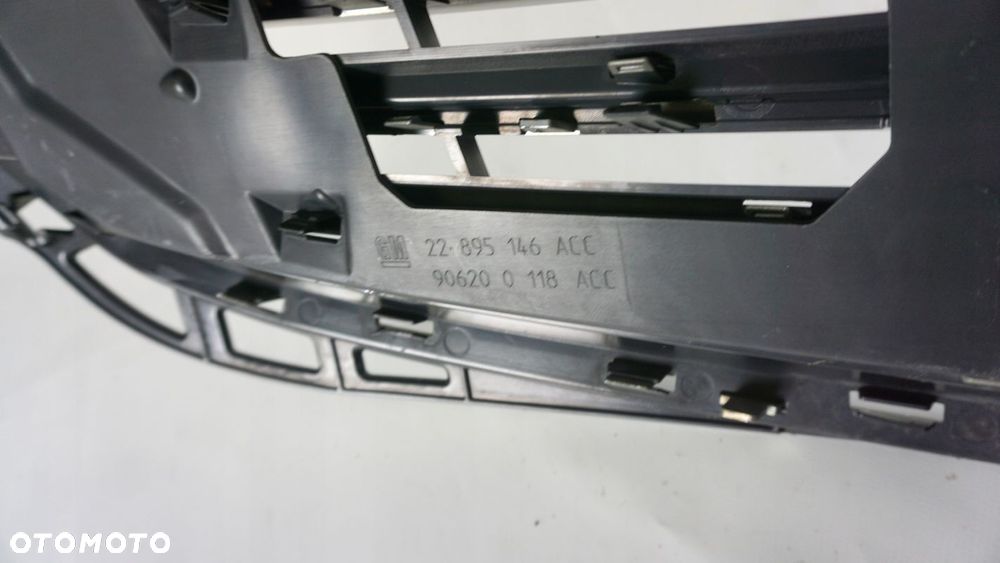 GM 22.895 146 ACC
90620 0 118 ACC
OTOMOTO